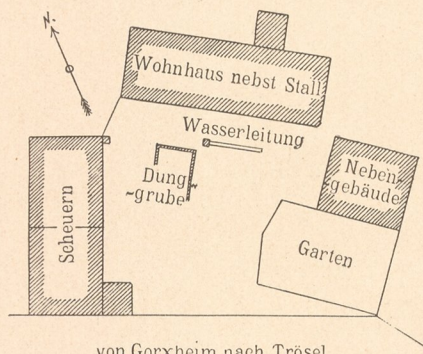 N.
Wohnhaus nebst Stall
Wasserleitung
Dung-
-grube
Neben-
gebäude
Scheuern
Garten
von Gorxheim nach Trösel